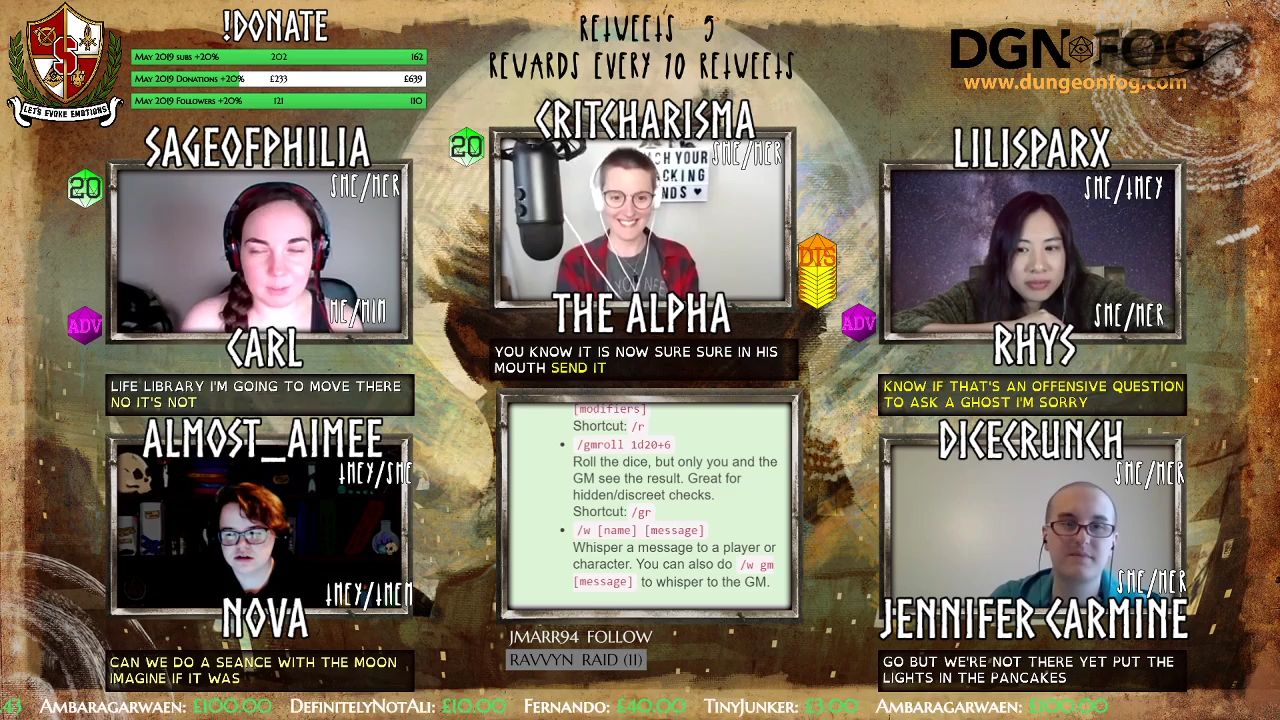 !DONATE
MAY 2019 SUBS +20% 202 162
MAY 2019 DONATIONS +20% £233 £639
MAY 2019 FOLLOWERS +20% 121 110
LET'S EVOKE EMOTIONS
RETWEETS 5
REWARDS EVERY 10 RETWEETS
DGN FOG
www.dungeonfog.com
SAGEOFPHILIA
20
SHE/HER
HE/HIM
ADV
CARL
LIFE LIBRARY I'M GOING TO MOVE THERE
NO IT'S NOT
CRITCHARISMA
20
SHE/HER
YOUR
DIS
THE ALPHA
YOU KNOW IT IS NOW SURE SURE IN HIS
MOUTH SEND IT
LILISPARX
SHE/THEY
SHE/HER
ADV
RHYS
KNOW IF THAT'S AN OFFENSIVE QUESTION
TO ASK A GHOST I'M SORRY
ALMOST_AIMEE
THEY/SHE
THEY/THEM
NOVA
CAN WE DO A SEANCE WITH THE MOON
IMAGINE IF IT WAS
[modifiers]
Shortcut: /r
• /gmroll 1d20+6
Roll the dice, but only you and the
GM see the result. Great for
hidden/discreet checks.
Shortcut: /gr
• /w [name] [message]
Whisper a message to a player or
character. You can also do /w gm
[message] to whisper to the GM.
JMARR94 FOLLOW
RAVVYN RAID (11)
DICECRUNCH
SHE/HER
SHE/HER
JENNIFER CARMINE
GO BUT WE'RE NOT THERE YET PUT THE
LIGHTS IN THE PANCAKES
43 AMBARAGARWAEN: £100.00 DEFINITELYNOTALI: £10.00 FERNANDO: £40.00 TINYJUNKER: £3.00 AMBARAGARWAEN: £100.00